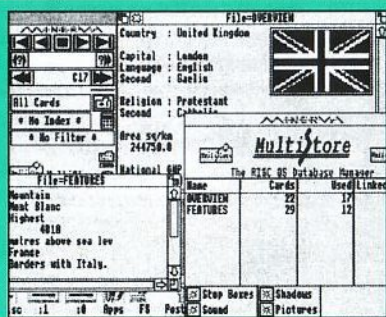 File=OVERVIEW
MINERVA
Country : United Kingdom
Capital : London
Language : English
Second : Gaelic
C17
Religion : Protestant
Second : Catholic
All Cards
* No Index *
* No Filter *
Area sq/km
244750.0
National GNP
MINERVA
MultiStore
The RISC OS Database Manager
Name Cards Used Linked
OVERVIEW 22 17
FEATURES 29 12
File=FEATURES
Mountain
Mont Blanc
Highest
4810
metres above sea lev
France
Borders with Italy.
Stop Boxes Shadows
Sound Pictures
:1 :0 Apps FS